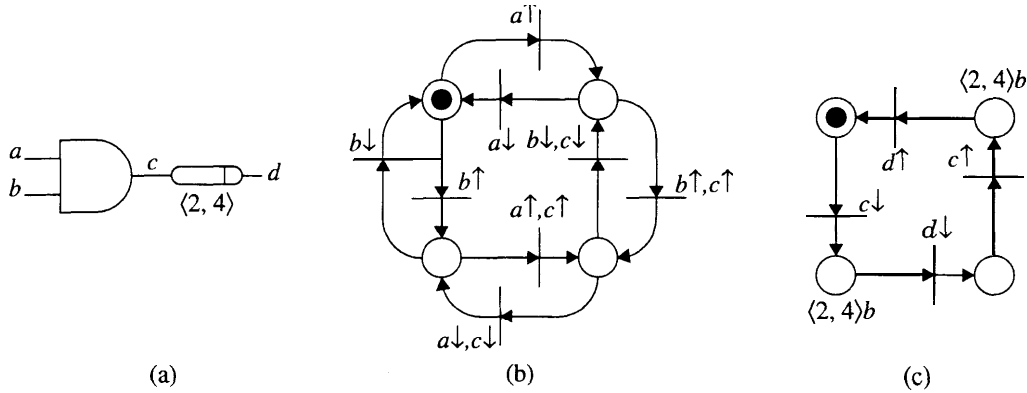 a
b
c
d
⟨2, 4⟩
(a)
a↑
b↓
a↓
b↓,c↓
b↑
b↑,c↑
a↑,c↑
a↓,c↓
(b)
⟨2, 4⟩b
d↑
c↑
c↓
d↓
⟨2, 4⟩b
(c)